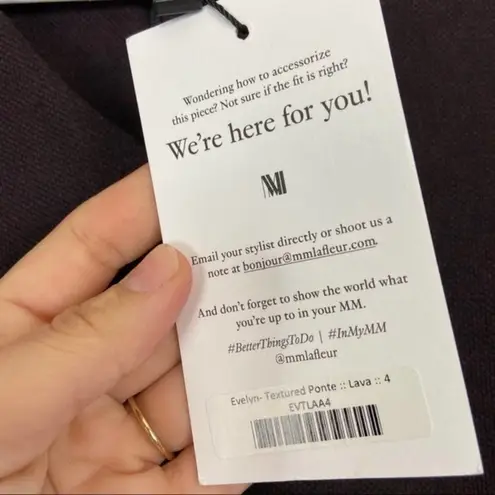 Wondering how to accessorize
this piece? Not sure if the fit is right?
We're here for you!
MM
Email your stylist directly or shoot us a
note at bonjour@mmlafleur.com.
And don't forget to show the world what
you're up to in your MM.
#BetterThingsToDo | #InMyMM
@mmlafleur
Evelyn- Textured Ponte :: Lava :: 4
EVTLAA4